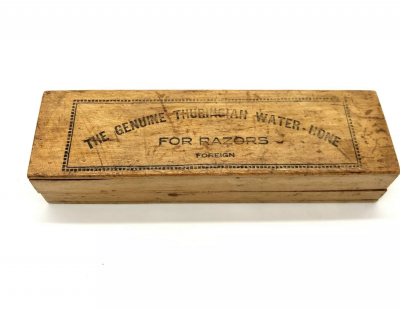 THE GENUINE THURINGIAN WATER-HONE
FOR RAZORS
FOREIGN